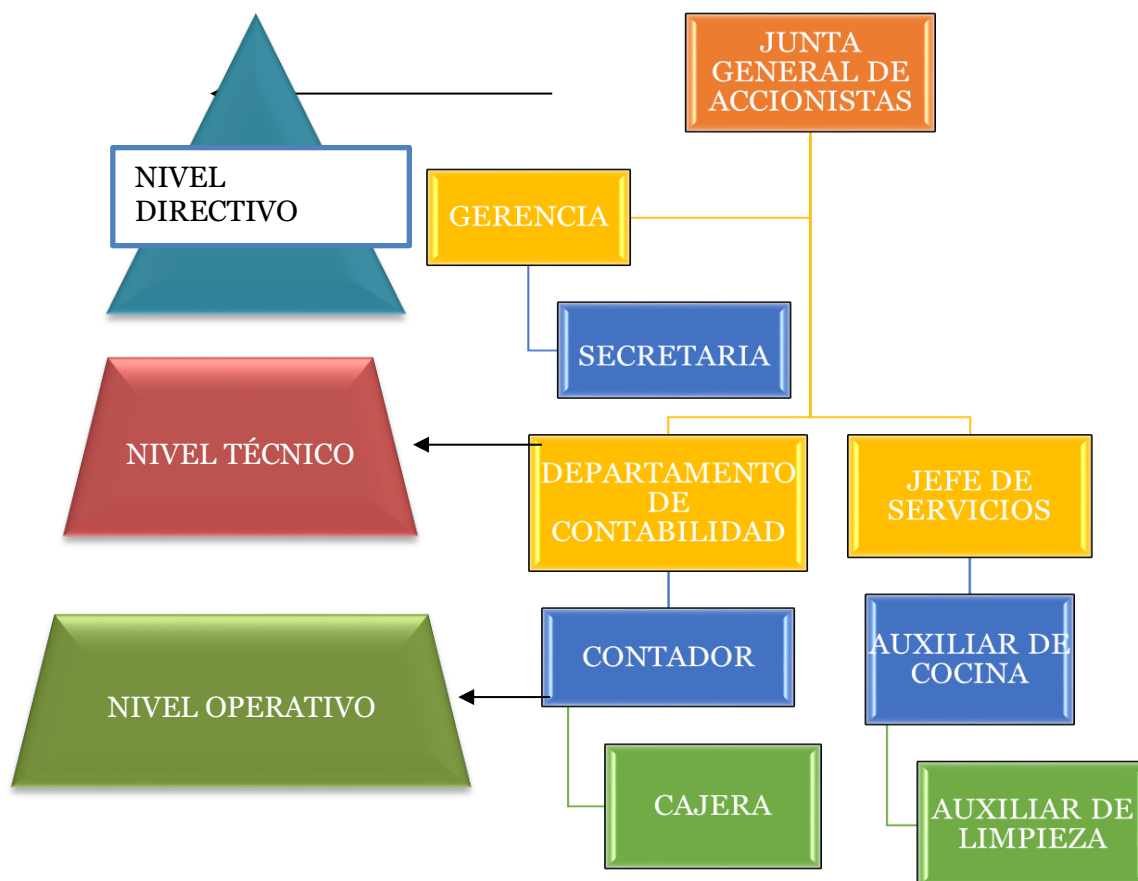 JUNTA
GENERAL DE
ACCIONISTAS
NIVEL
DIRECTIVO
GERENCIA
SECRETARIA
NIVEL TÉCNICO
DEPARTAMENTO
DE
CONTABILIDAD
JEFE DE
SERVICIOS
NIVEL OPERATIVO
CONTADOR
AUXILIAR DE
COCINA
CAJERA
AUXILIAR DE
LIMPIEZA